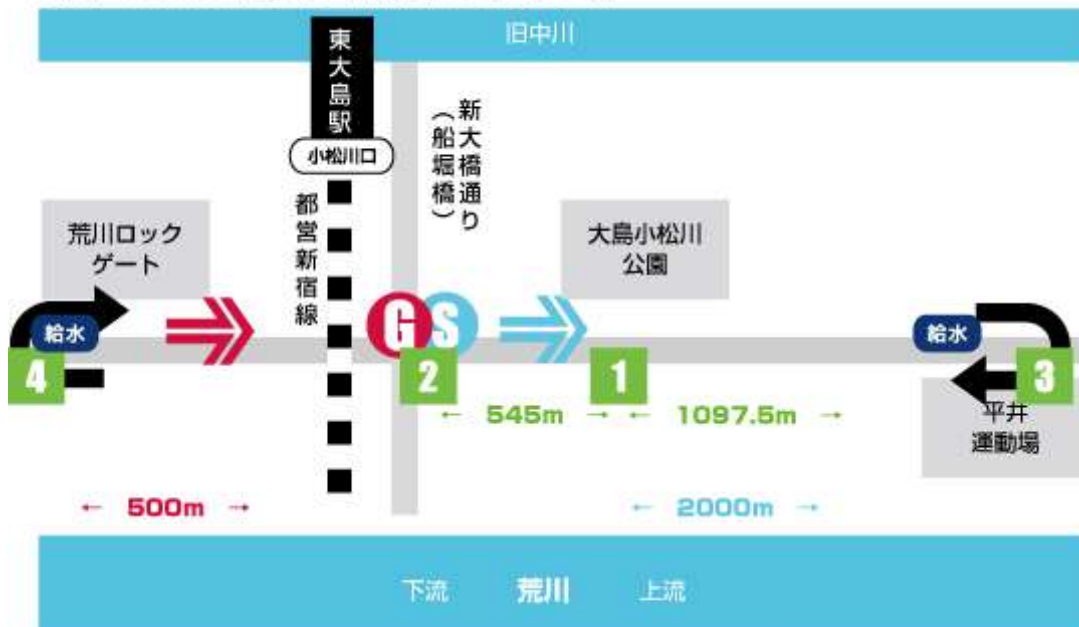 旧中川
東大島駅
小松川口
都営新宿線
新大橋通り
（船堀橋）
荒川ロック
ゲート
大島小松川
公園
給水
G
S
給水
4
2
1
3
← 545m →
← 1097.5m →
平井
運動場
← 500m →
← 2000m →
下流
荒川
上流